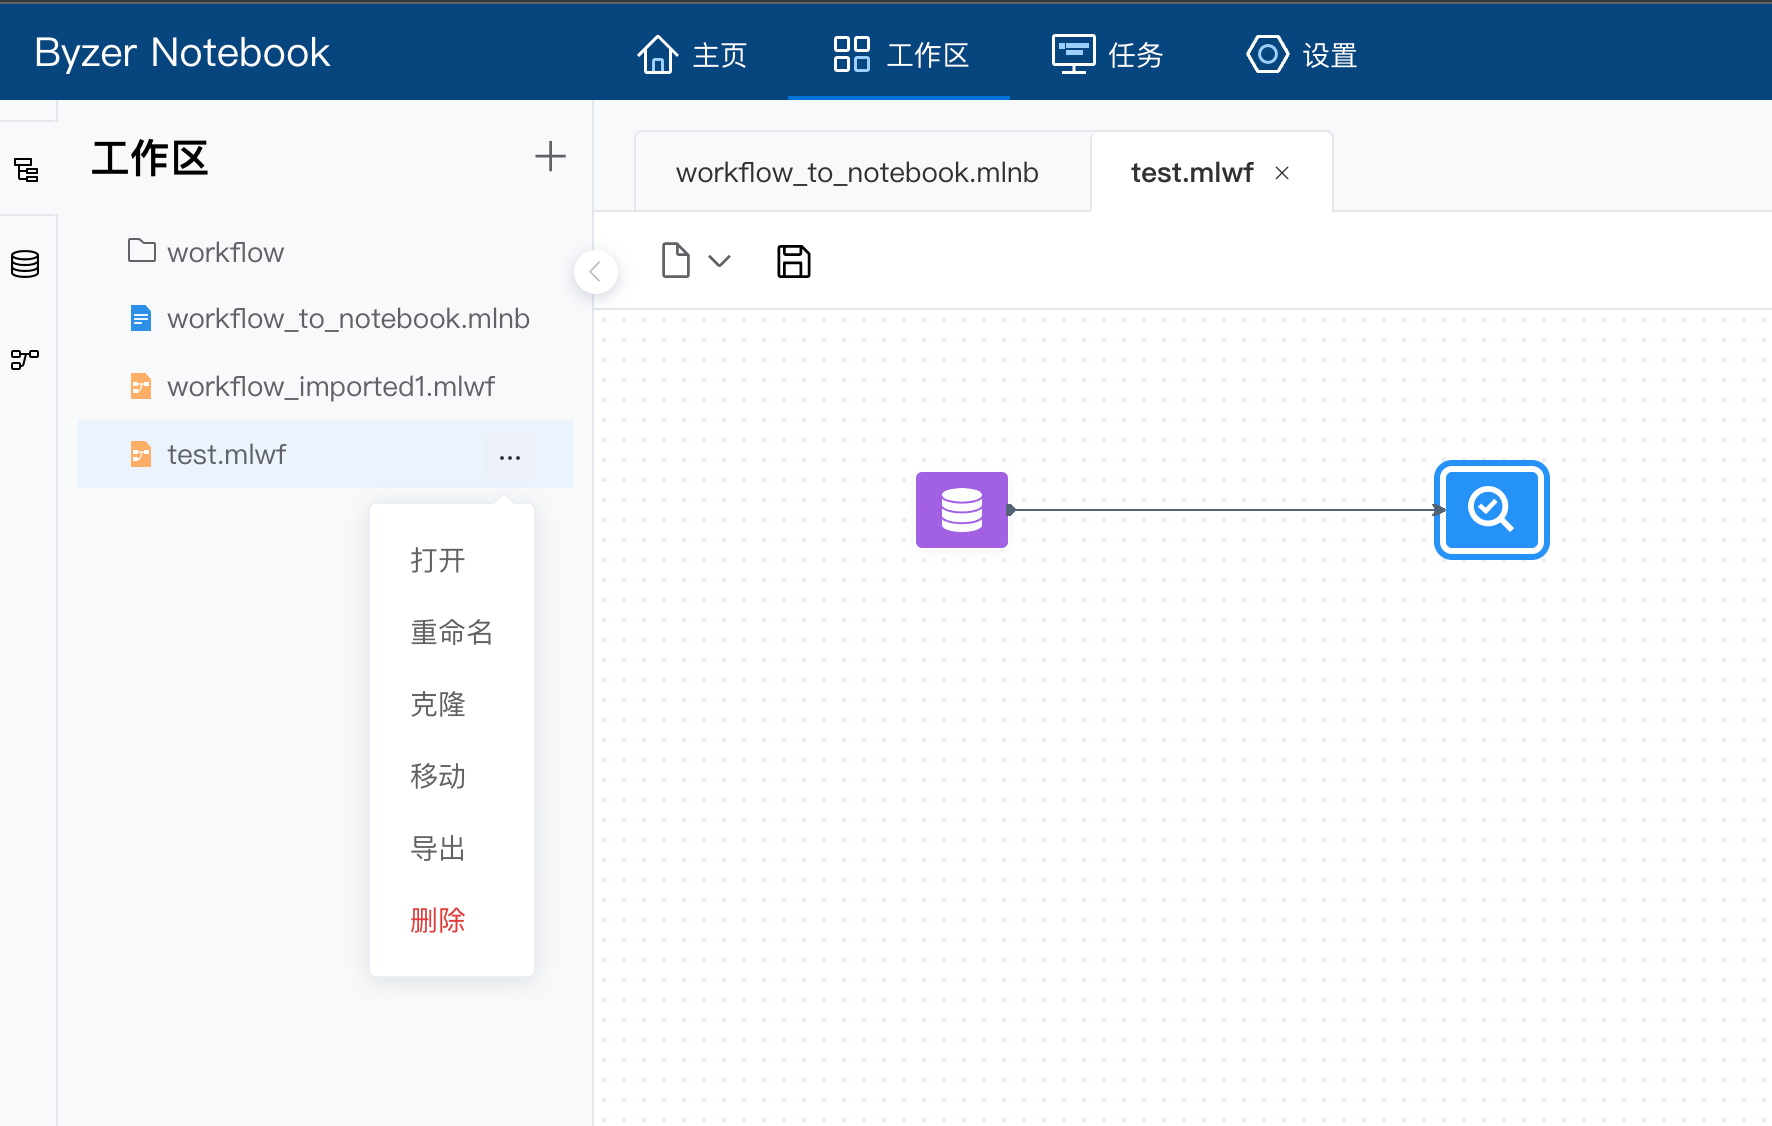 Byzer Notebook
主页
工作区
任务
设置
工作区
workflow
workflow_to_notebook.mlnb
workflow_imported1.mlwf
test.mlwf
打开
重命名
克隆
移动
导出
删除
workflow_to_notebook.mlnb
test.mlwf